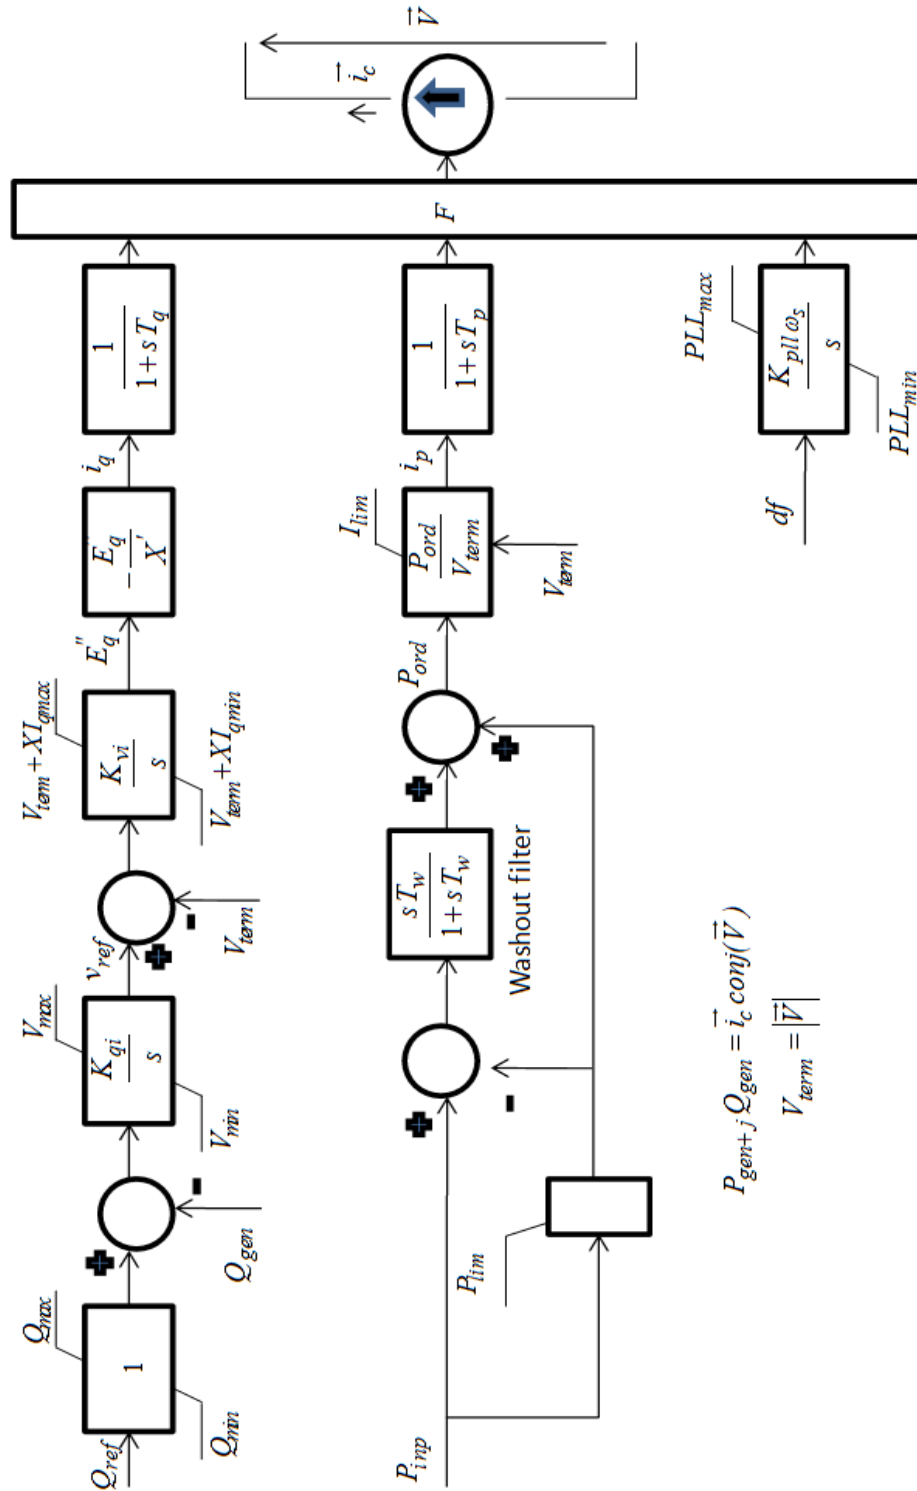 Q_ref
Q_max
1
Q_min
+
-
Q_gen
V_max
K_qi
s
V_min
v_ref
+
-
V_term
V_term + XI_qmax
K_vi
s
V_term + XI_qmin
E''_q
- E_q
X'
i_q
1
1 + sT_q
P_inp
P_lim
+
-
sT_w
1 + sT_w
Washout filter
+
+
P_ord
I_lim
P_ord
V_term
V_term
i_p
1
1 + sT_p
df
PLL_max
K_pll ω_s
s
PLL_min
F
i_c
V
P_gen+j Q_gen = i_c conj(V)
V_term = |V|